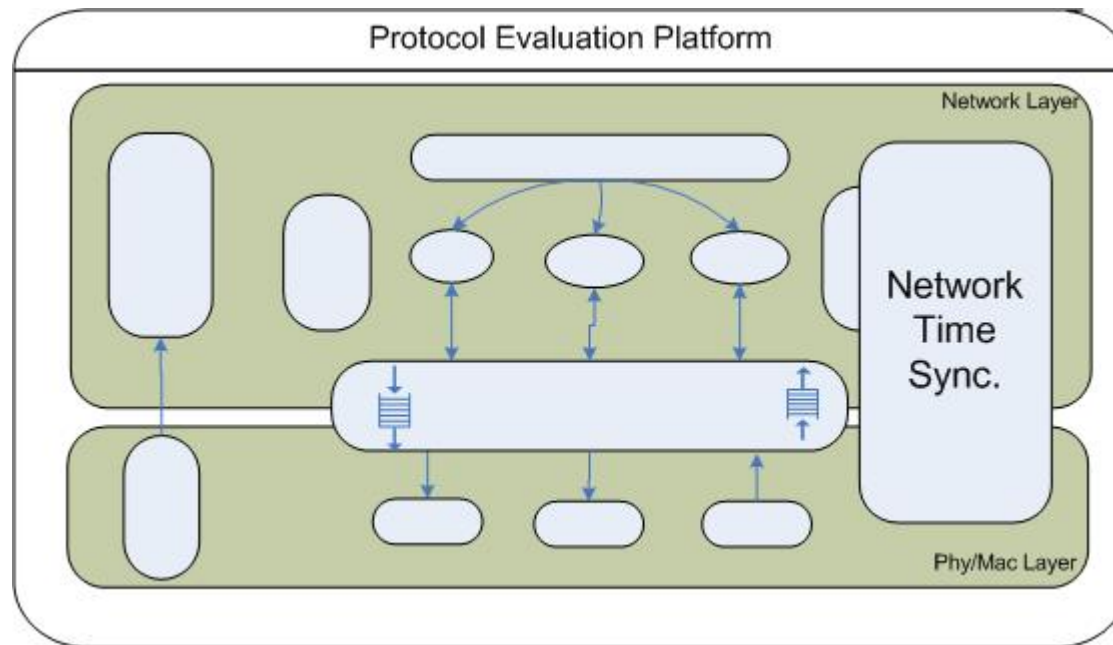 Protocol Evaluation Platform
Network Layer
Network
Time
Sync.
Phy/Mac Layer